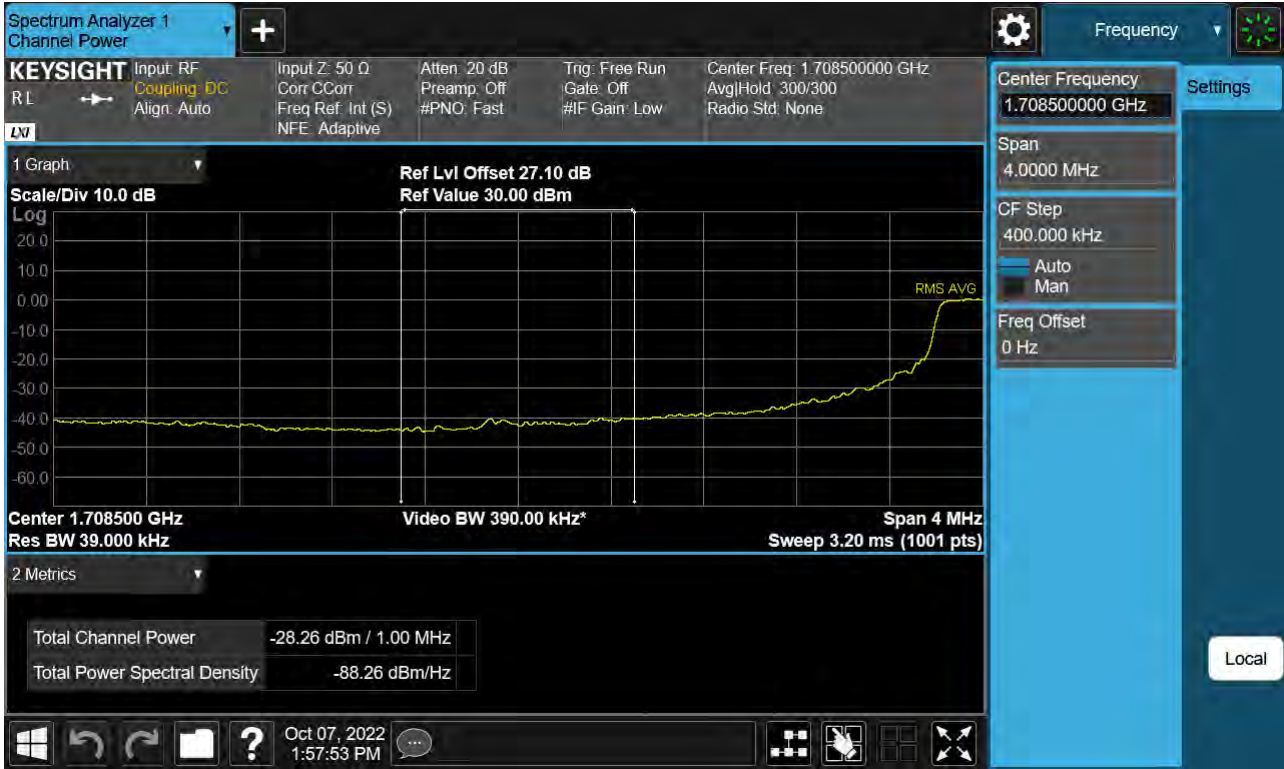 Spectrum Analyzer 1
Channel Power
+
Frequency
KEYSIGHT
R L
LXI
Input: RF
Coupling: DC
Align: Auto
Input Z: 50 Ω
Corr CCorr
Freq Ref: Int (S)
NFE: Adaptive
Atten: 20 dB
Preamp: Off
#PNO: Fast
Trig: Free Run
Gate: Off
#IF Gain: Low
Center Freq: 1.708500000 GHz
Avg|Hold: 300/300
Radio Std: None
Center Frequency
1.708500000 GHz
Settings
Span
4.0000 MHz
CF Step
400.000 kHz
Auto
Man
Freq Offset
0 Hz
1 Graph
Scale/Div 10.0 dB
Ref Lvl Offset 27.10 dB
Ref Value 30.00 dBm
Log
20.0
10.0
0.00
-10.0
-20.0
-30.0
-40.0
-50.0
-60.0
RMS AVG
Center 1.708500 GHz
Res BW 39.000 kHz
Video BW 390.00 kHz*
Span 4 MHz
Sweep 3.20 ms (1001 pts)
2 Metrics
Total Channel Power -28.26 dBm / 1.00 MHz
Total Power Spectral Density -88.26 dBm/Hz
Local
?
Oct 07, 2022
1:57:53 PM